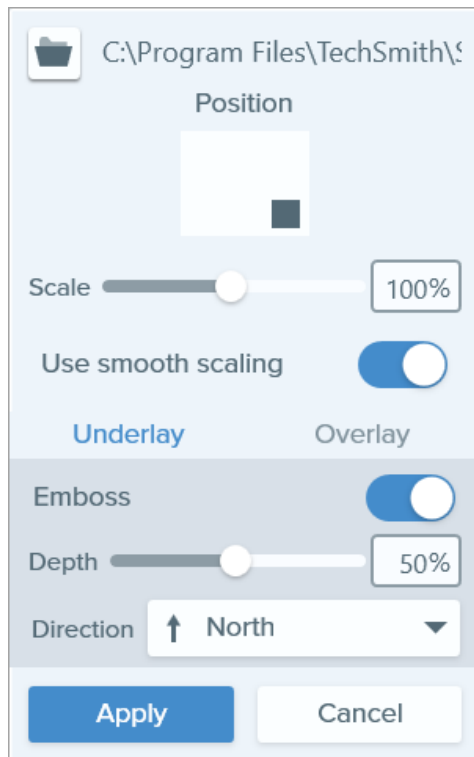 C:\Program Files\TechSmith\
Position
Scale 100%
Use smooth scaling
Underlay Overlay
Emboss
Depth 50%
Direction North
Apply Cancel